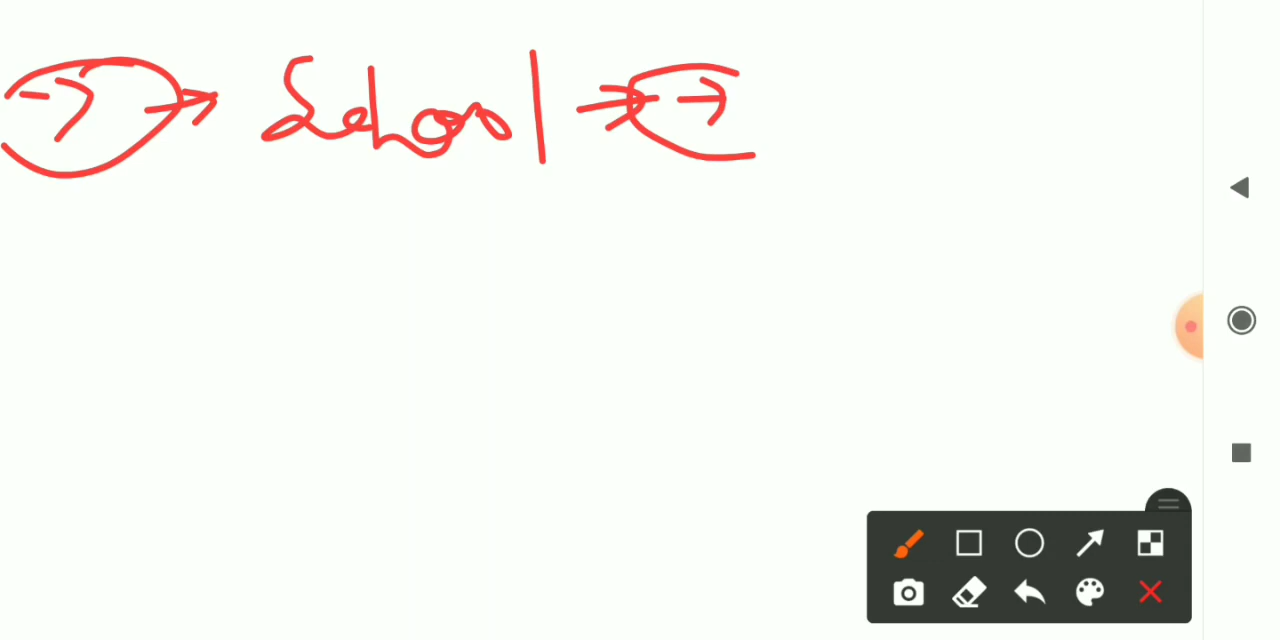 → → School → →